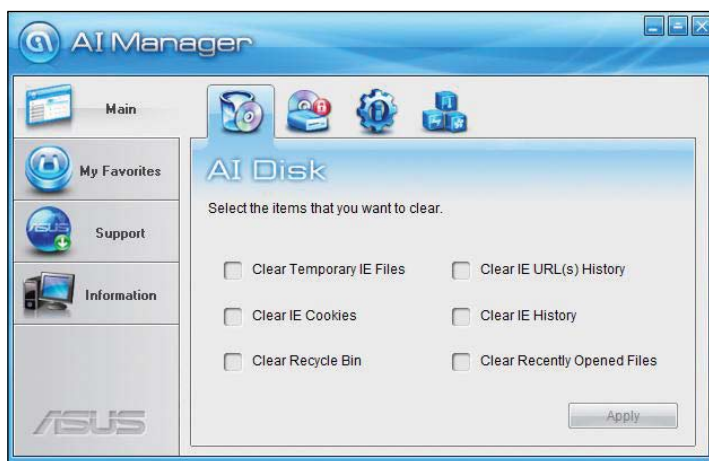 AI Manager
Main
My Favorites
ASUS
Support
Information
ASUS
AI Disk
Select the items that you want to clear.
Clear Temporary IE Files
Clear IE URL(s) History
Clear IE Cookies
Clear IE History
Clear Recycle Bin
Clear Recently Opened Files
Apply